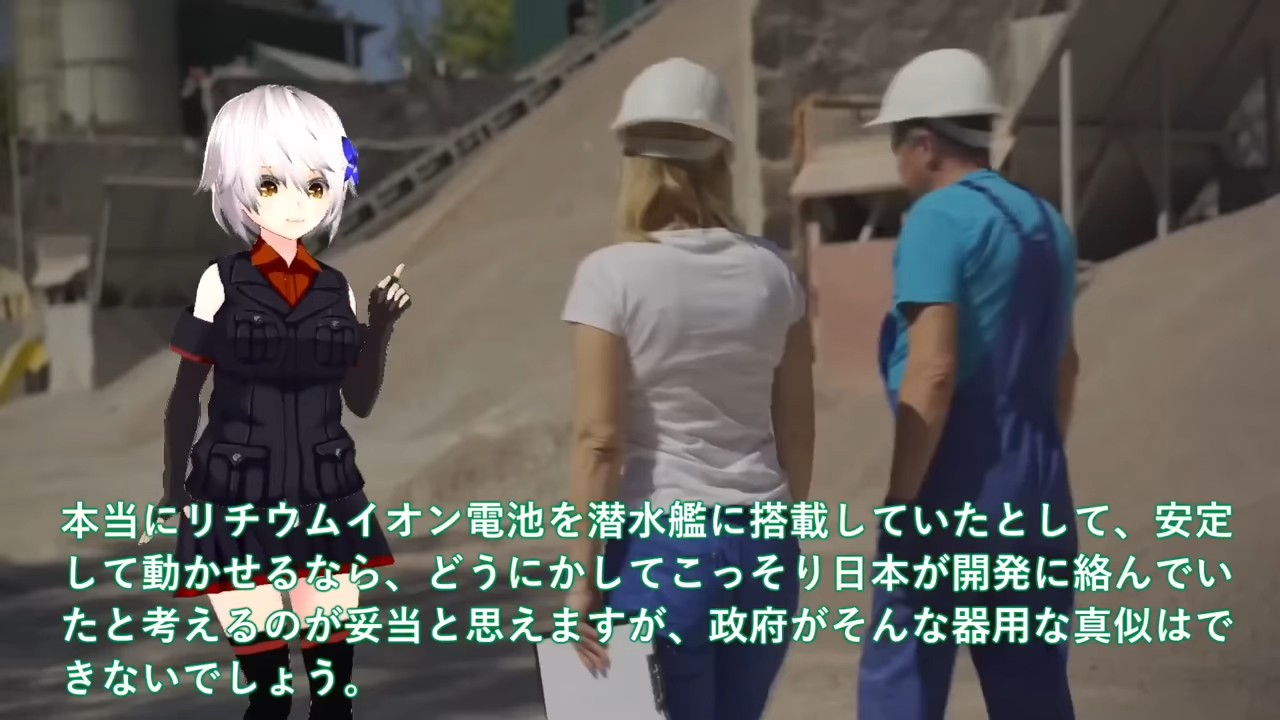 本当にリチウムイオン電池を潜水艦に搭載していたとして、安定
して動かせるなら、どうにかしてこっそり日本が開発に絡んでい
たと考えるのが妥当と思えますが、政府がそんな器用な真似はで
きないでしょう。